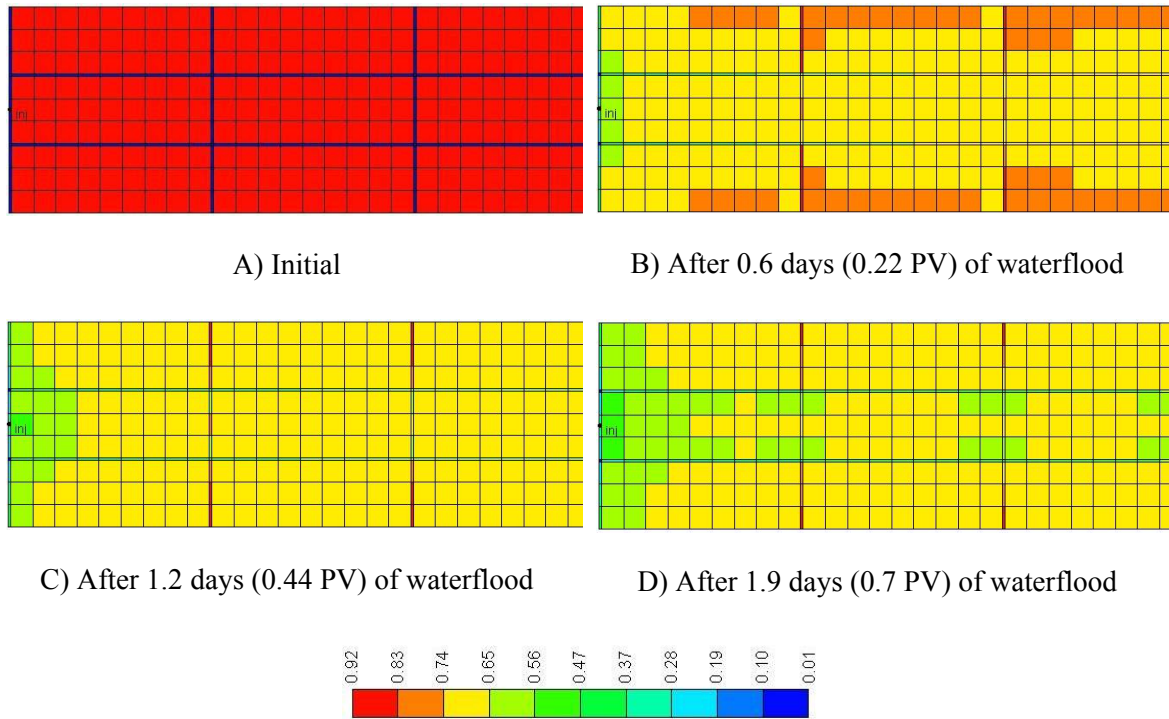 inj
inj
A) Initial
B) After 0.6 days (0.22 PV) of waterflood
inj
inj
C) After 1.2 days (0.44 PV) of waterflood
D) After 1.9 days (0.7 PV) of waterflood
0.92 0.83 0.74 0.65 0.56 0.47 0.37 0.28 0.19 0.10 0.01